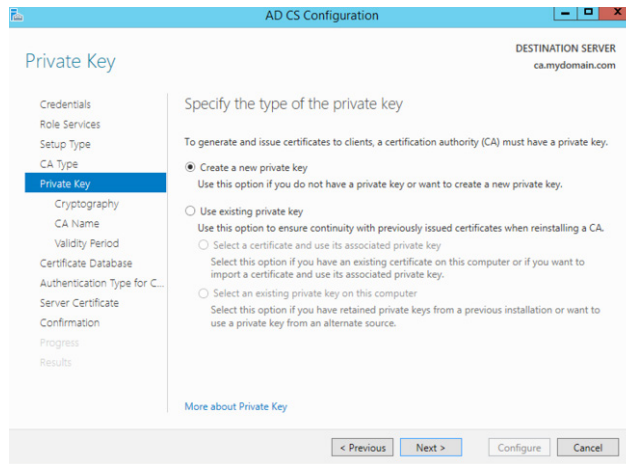 AD CS Configuration
Private Key
DESTINATION SERVER
ca.mydomain.com
Credentials
Role Services
Setup Type
CA Type
Private Key
Cryptography
CA Name
Validity Period
Certificate Database
Authentication Type for C...
Server Certificate
Confirmation
Progress
Results
Specify the type of the private key
To generate and issue certificates to clients, a certification authority (CA) must have a private key.
Create a new private key
Use this option if you do not have a private key or want to create a new private key.
Use existing private key
Use this option to ensure continuity with previously issued certificates when reinstalling a CA.
Select a certificate and use its associated private key
Select this option if you have an existing certificate on this computer or if you want to
import a certificate and use its associated private key.
Select an existing private key on this computer
Select this option if you have retained private keys from a previous installation or want to
use a private key from an alternate source.
More about Private Key
< Previous
Next >
Configure
Cancel